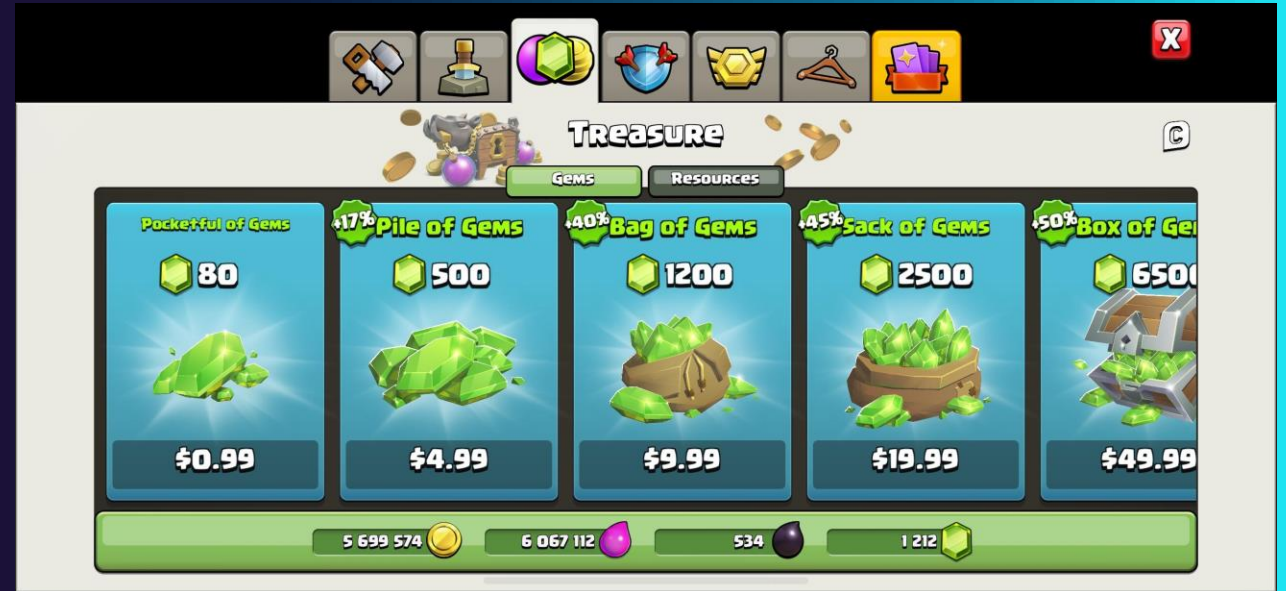 X
Treasure
C
Gems
Resources
Pocketful of Gems
80
$0.99
+17%
Pile of Gems
500
$4.99
+40%
Bag of Gems
1200
$9.99
+45%
Sack of Gems
2500
$19.99
+50%
Box of Ge
650
$49.99
5 699 574
6 067 112
534
1 212